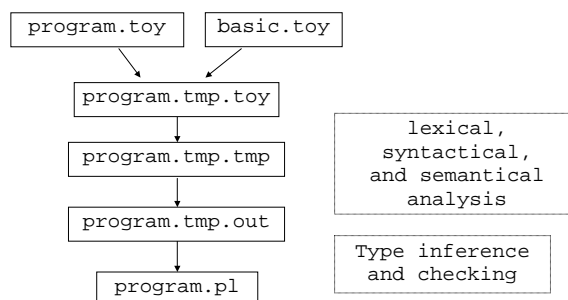 program.toy
basic.toy
program.tmp.toy
program.tmp.tmp
program.tmp.out
program.pl
lexical,
syntactical,
and semantical
analysis
Type inference
and checking